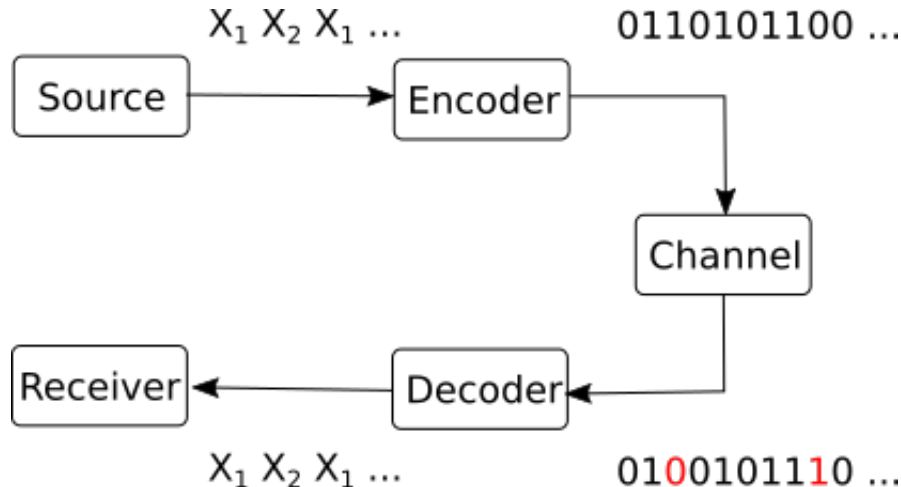 X₁ X₂ X₁ ...
0110101100 ...
Source
Encoder
Channel
Receiver
Decoder
X₁ X₂ X₁ ...
0100101110 ...